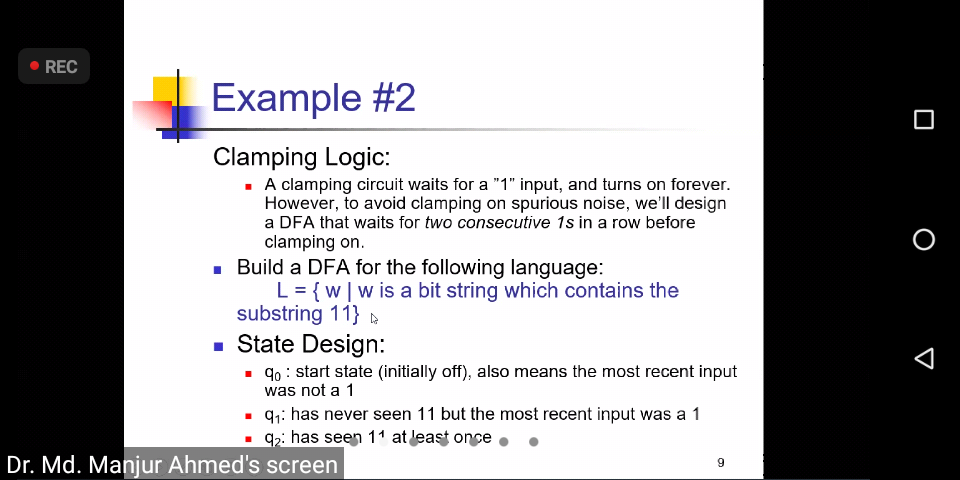 REC
Example #2
Clamping Logic:
A clamping circuit waits for a ”1” input, and turns on forever.
However, to avoid clamping on spurious noise, we’ll design
a DFA that waits for two consecutive 1s in a row before
clamping on.
Build a DFA for the following language:
L = { w | w is a bit string which contains the
substring 11}
State Design:
q0 : start state (initially off), also means the most recent input
was not a 1
q1: has never seen 11 but the most recent input was a 1
q2: has seen 11 at least once
Dr. Md. Manjur Ahmed's screen
9